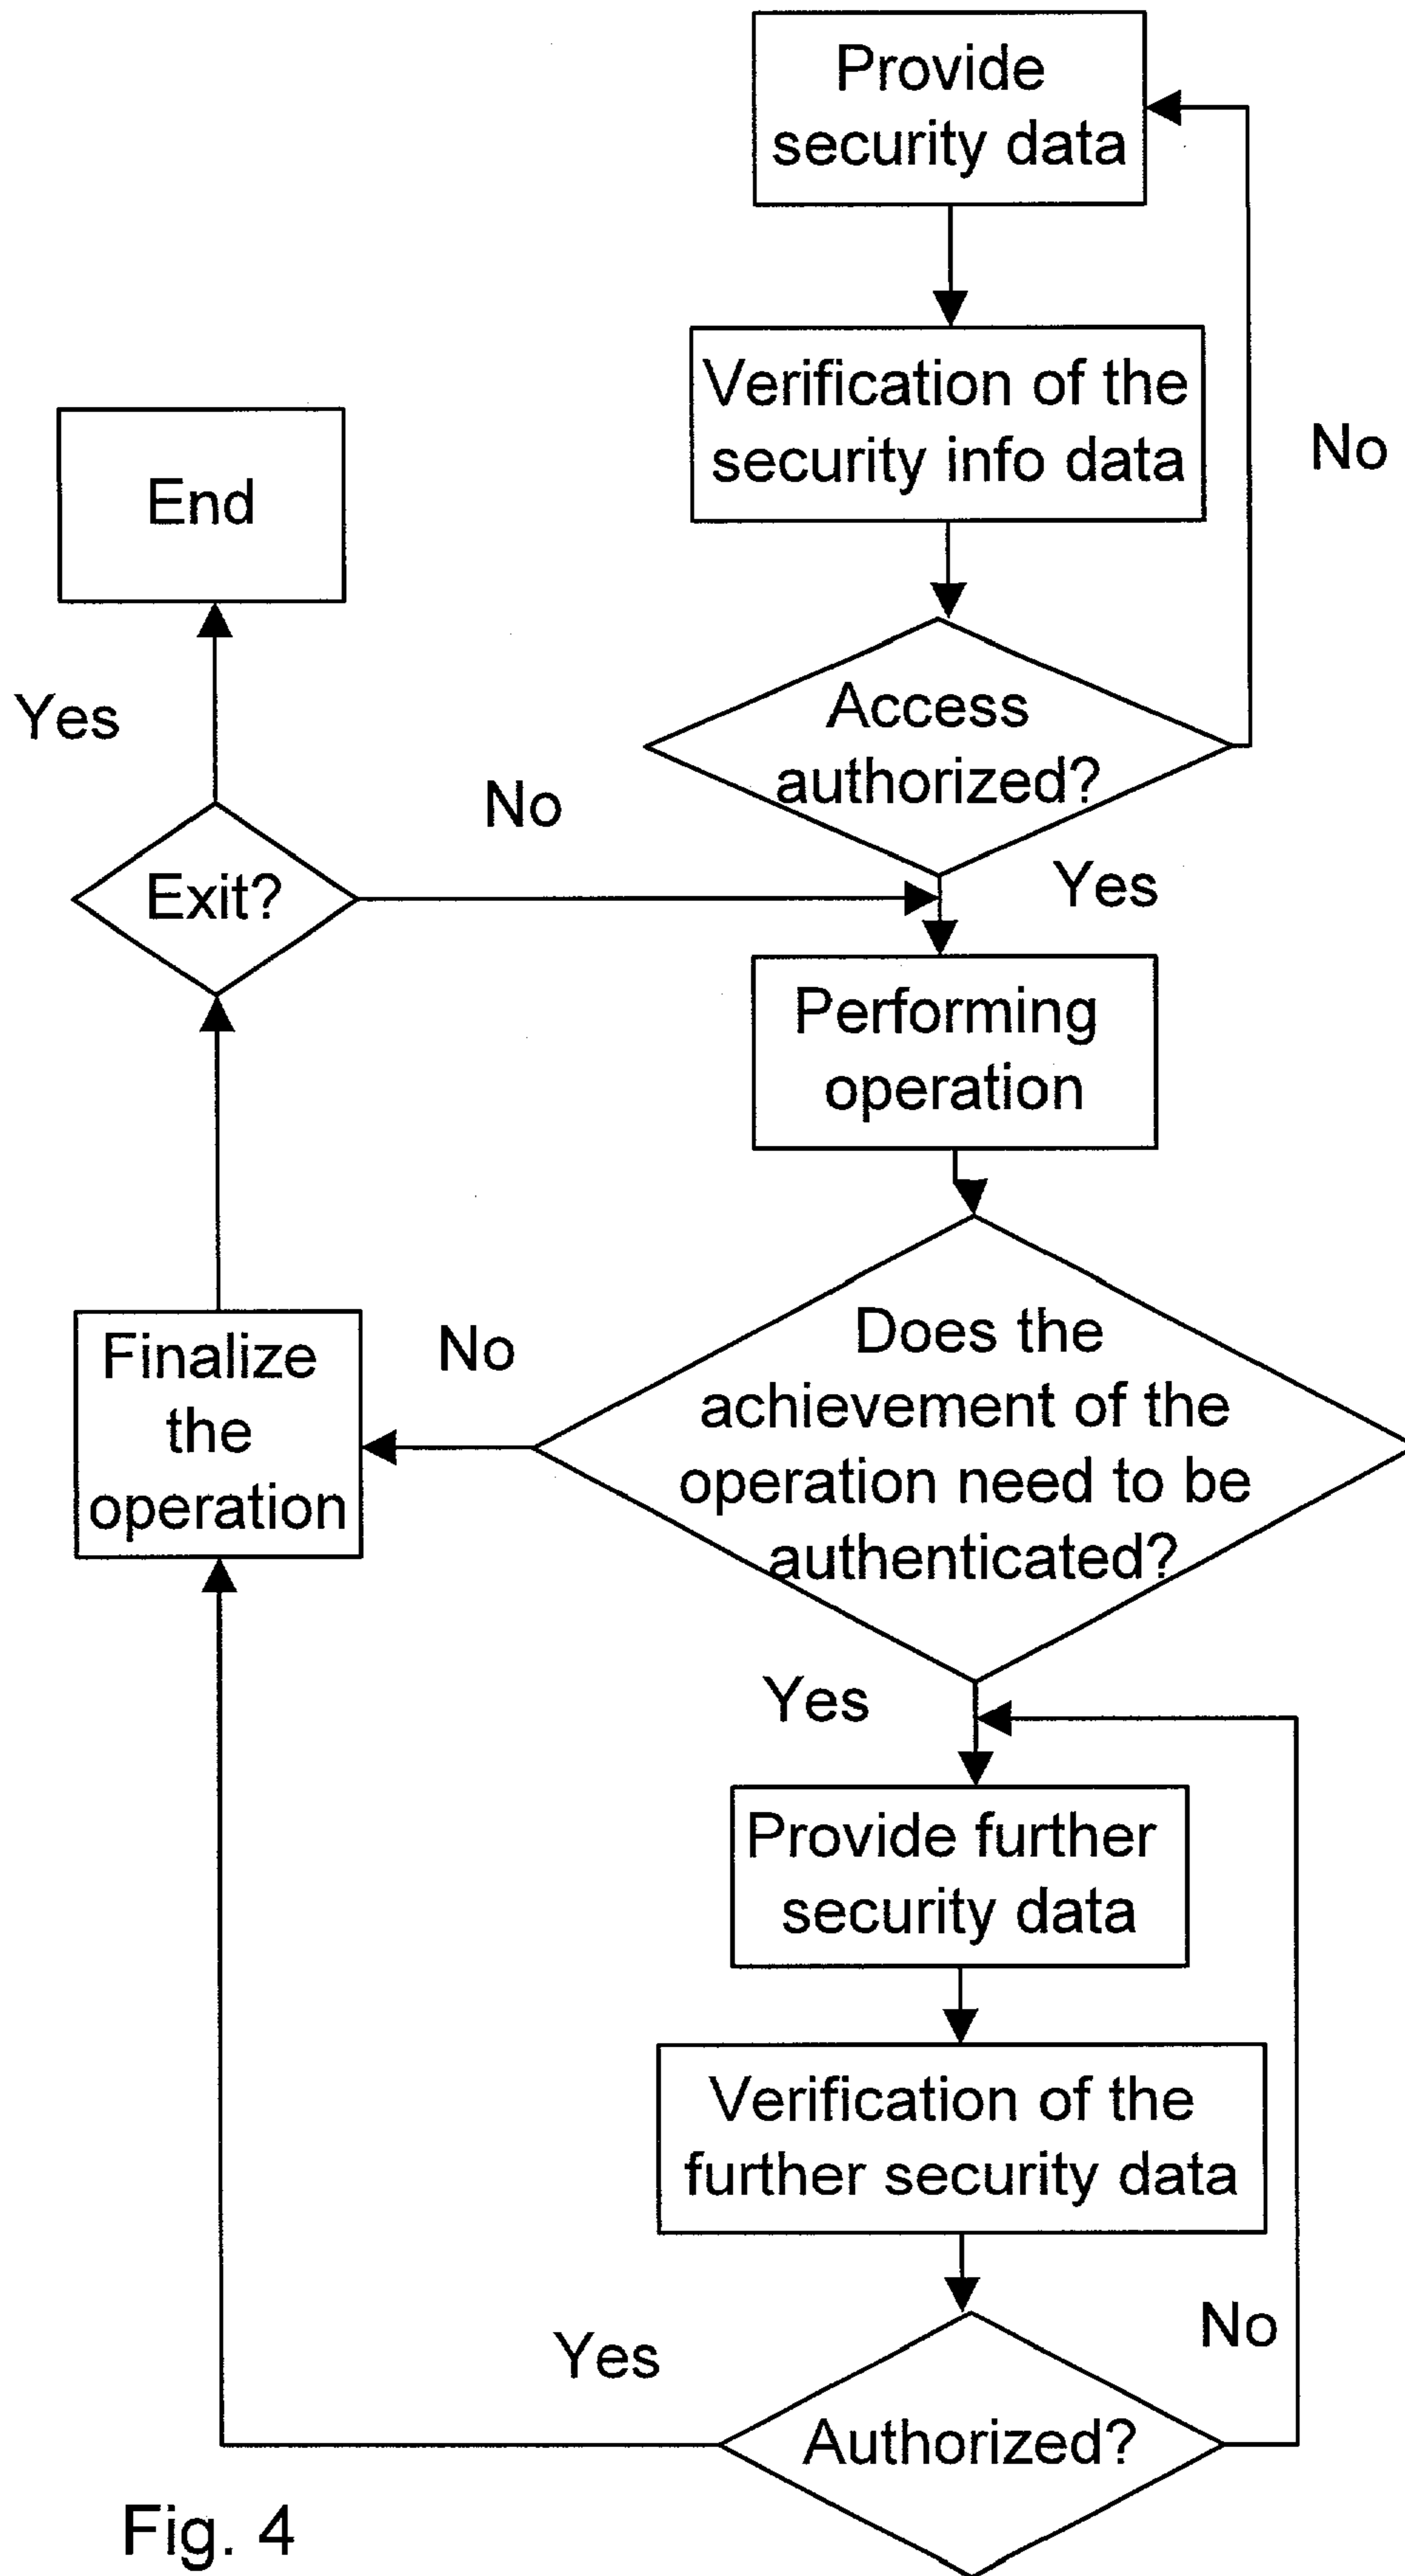 Provide
security data
Verification of the
security info data
No
End
Yes
Access
authorized?
No
Exit?
Yes
Performing
operation
Finalize
the
operation
No
Does the
achievement of the
operation need to be
authenticated?
Yes
Provide further
security data
Verification of the
further security data
Yes
No
Authorized?
Fig. 4